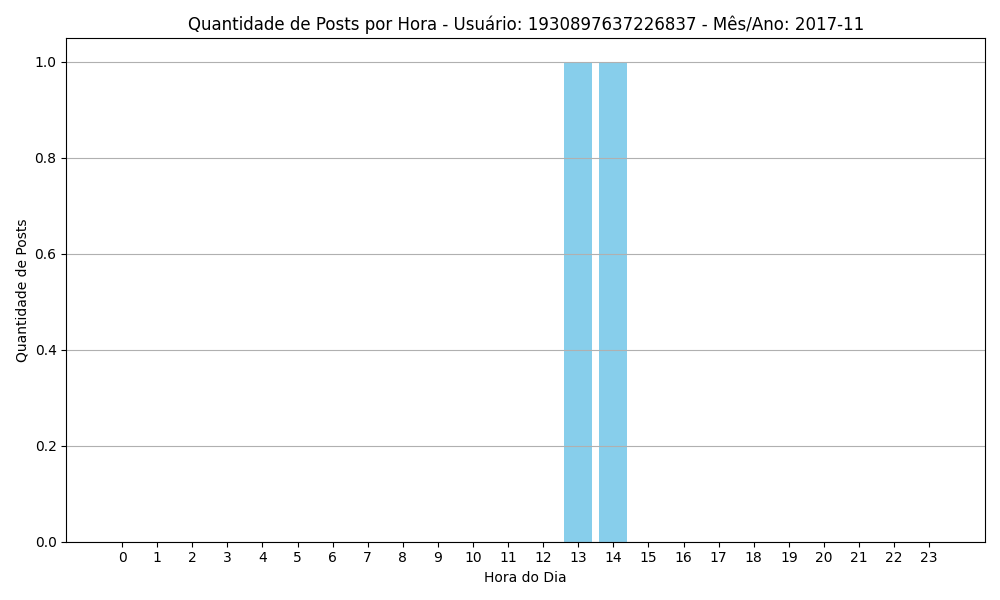 Quantidade de Posts por Hora - Usuário: 1930897637226837 - Mês/Ano: 2017-11
Quantidade de Posts
1.0
0.8
0.6
0.4
0.2
0.0
0 1 2 3 4 5 6 7 8 9 10 11 12 13 14 15 16 17 18 19 20 21 22 23
Hora do Dia